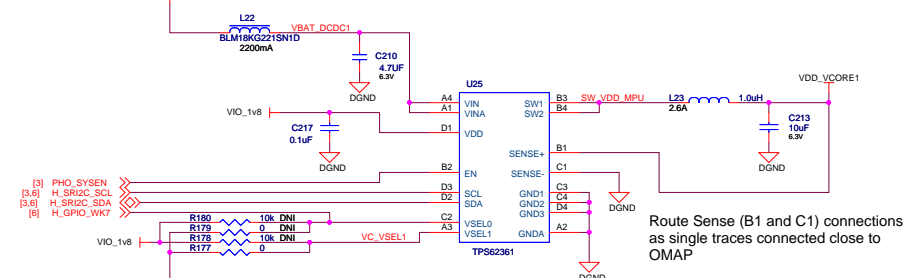 L22
BLM18KG221SN1D
2200mA
VBAT_DCDC1
C210
4.7UF
6.3V
DGND
U25
VDD_VCORE1
A4 VIN
A1 VINA
SW1 B3 SW_VDD_MPU
SW2 B4
L23 1.0uH
2.6A
C213
10uF
6.3V
DGND
VIO_1v8
C217
0.1uF
DGND
D1 VDD
SENSE+ B1
[3] PHO_SYSEN
B2 EN
SENSE- C1
DGND
[3,6] H_SRI2C_SCL
D3 SCL
GND1 C3
[3,6] H_SRI2C_SDA
D2 SDA
GND2 C4
[6] H_GPIO_WK7
GND3 D4
R180 10k DNI
C2 VSEL0
R179 0
VIO_1v8
R178 10k DNI
VC_VSEL1
A3 VSEL1
GNDA A2
R177 0
TPS62361
DGND
Route Sense (B1 and C1) connections
as single traces connected close to
OMAP